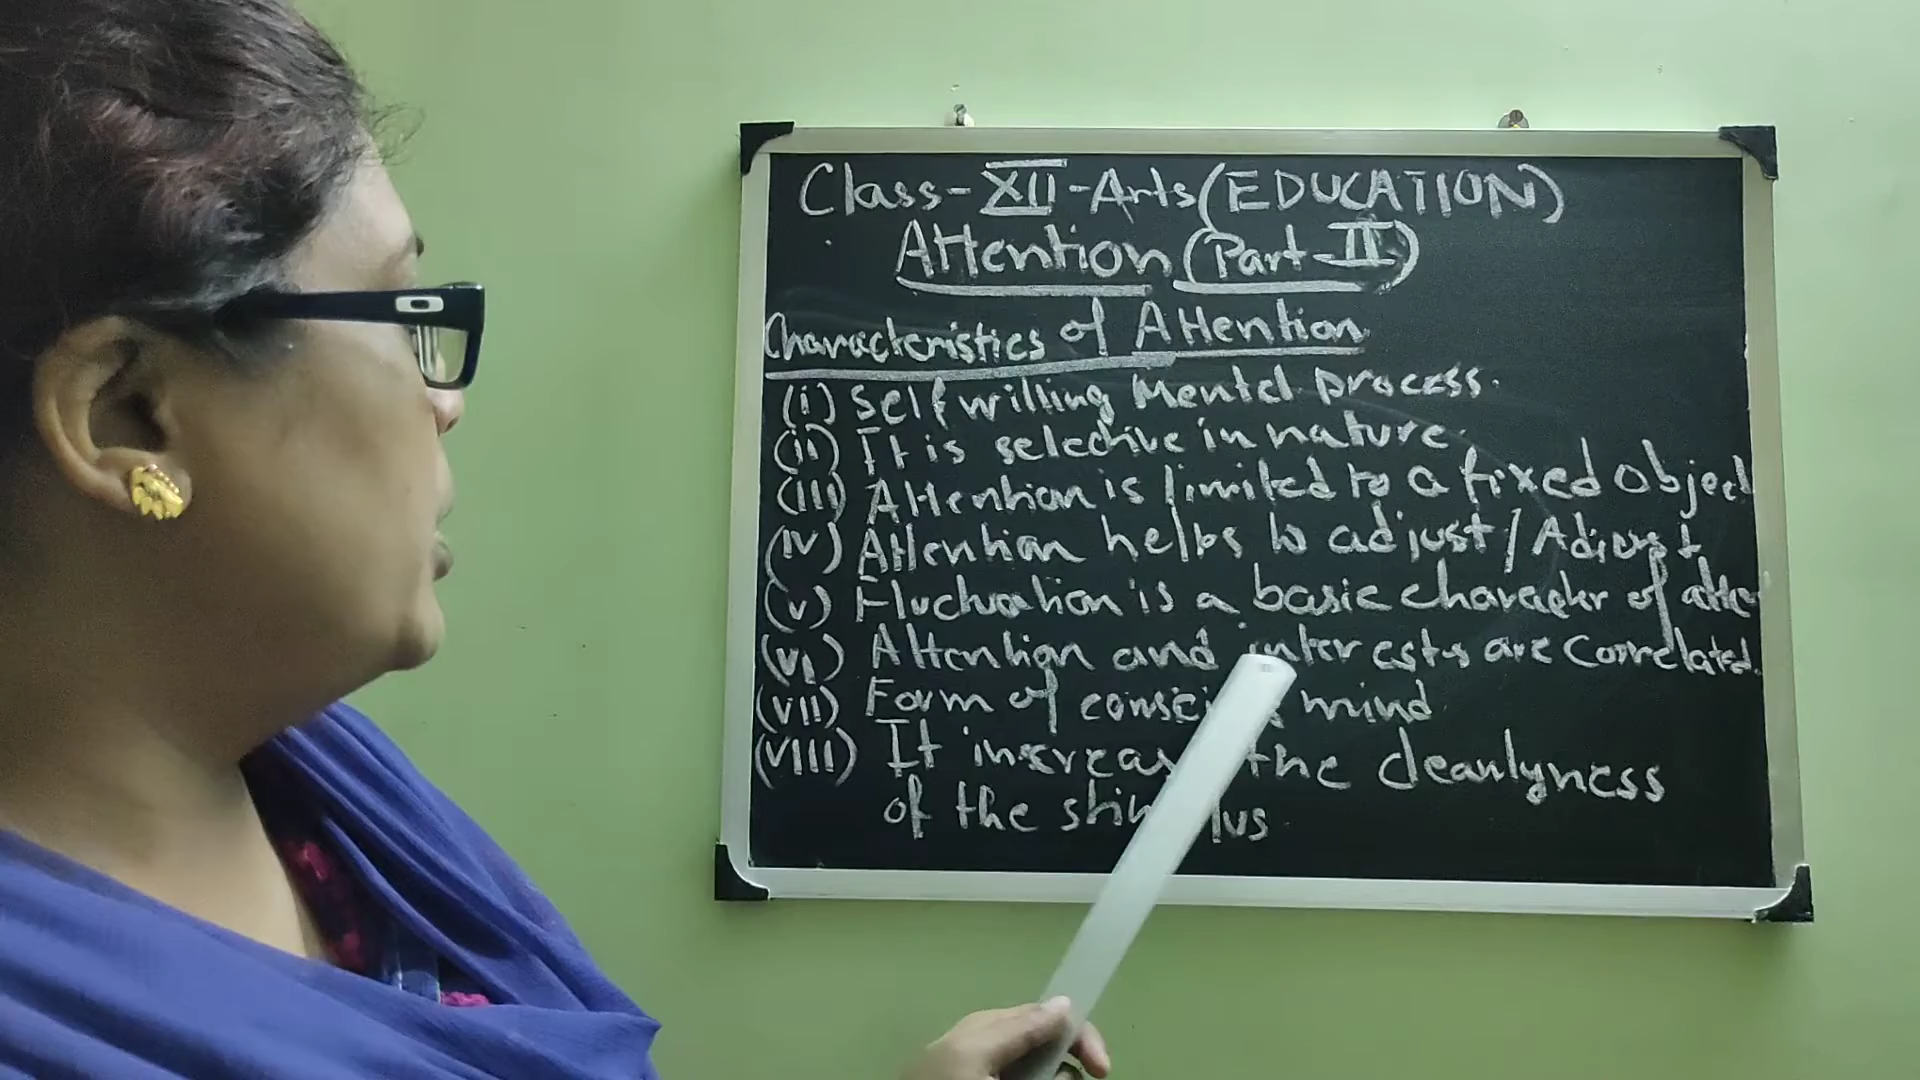 Class-XII-Arts(EDUCATION)
Attention (Part-II)
Characteristics of Attention
(i) Self willing Mental process.
(ii) It is selective in nature.
(iii) Attention is limited to a fixed object
(iv) Attention helps to adjust /
(v) Fluctuation is a basic character of atten
(vi) Attention and interests are correlated.
(vii) Form of mind
(viii) It the clearlyness
of the